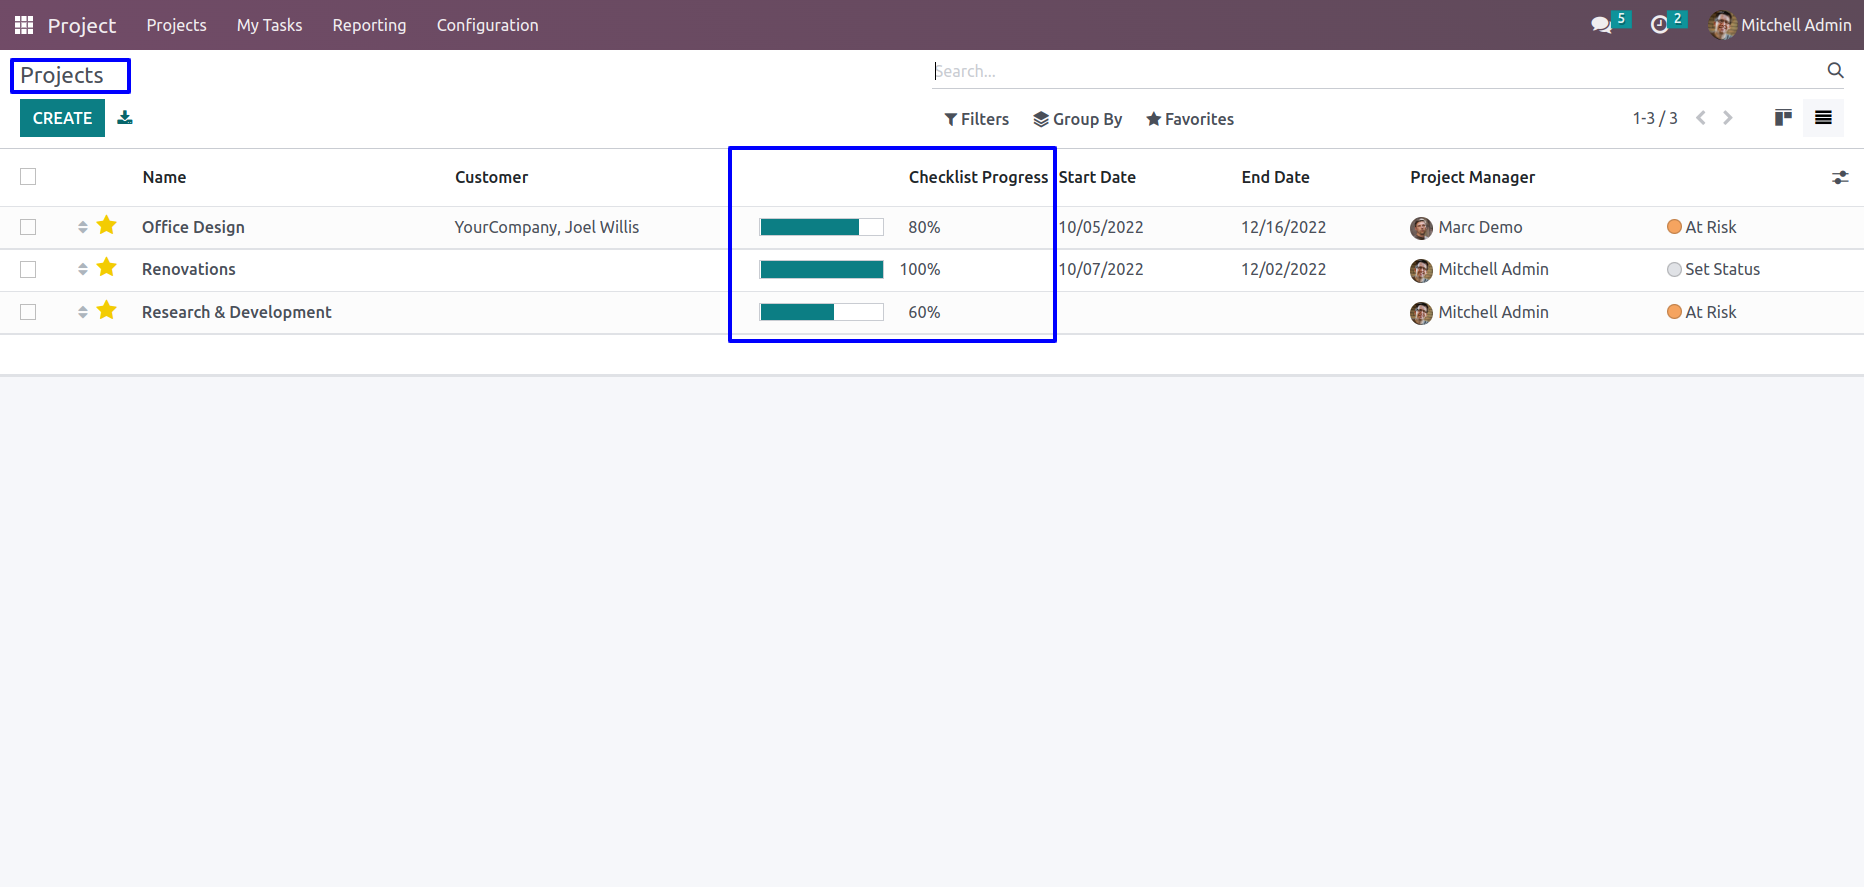 Project Projects My Tasks Reporting Configuration 5 2 Mitchell Admin
Projects
Search...
CREATE
Filters Group By Favorites 1-3 / 3
Name Customer Checklist Progress Start Date End Date Project Manager
Office Design YourCompany, Joel Willis 80% 10/05/2022 12/16/2022 Marc Demo At Risk
Renovations 100% 10/07/2022 12/02/2022 Mitchell Admin Set Status
Research & Development 60% Mitchell Admin At Risk